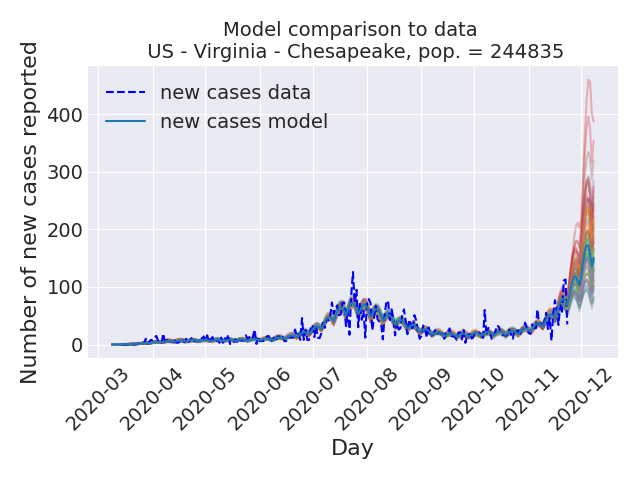 Model comparison to data
US - Virginia - Chesapeake, pop. = 244835
Number of new cases reported
400
300
200
100
0
new cases data
new cases model
2020-03
2020-04
2020-05
2020-06
2020-07
2020-08
2020-09
2020-10
2020-11
2020-12
Day